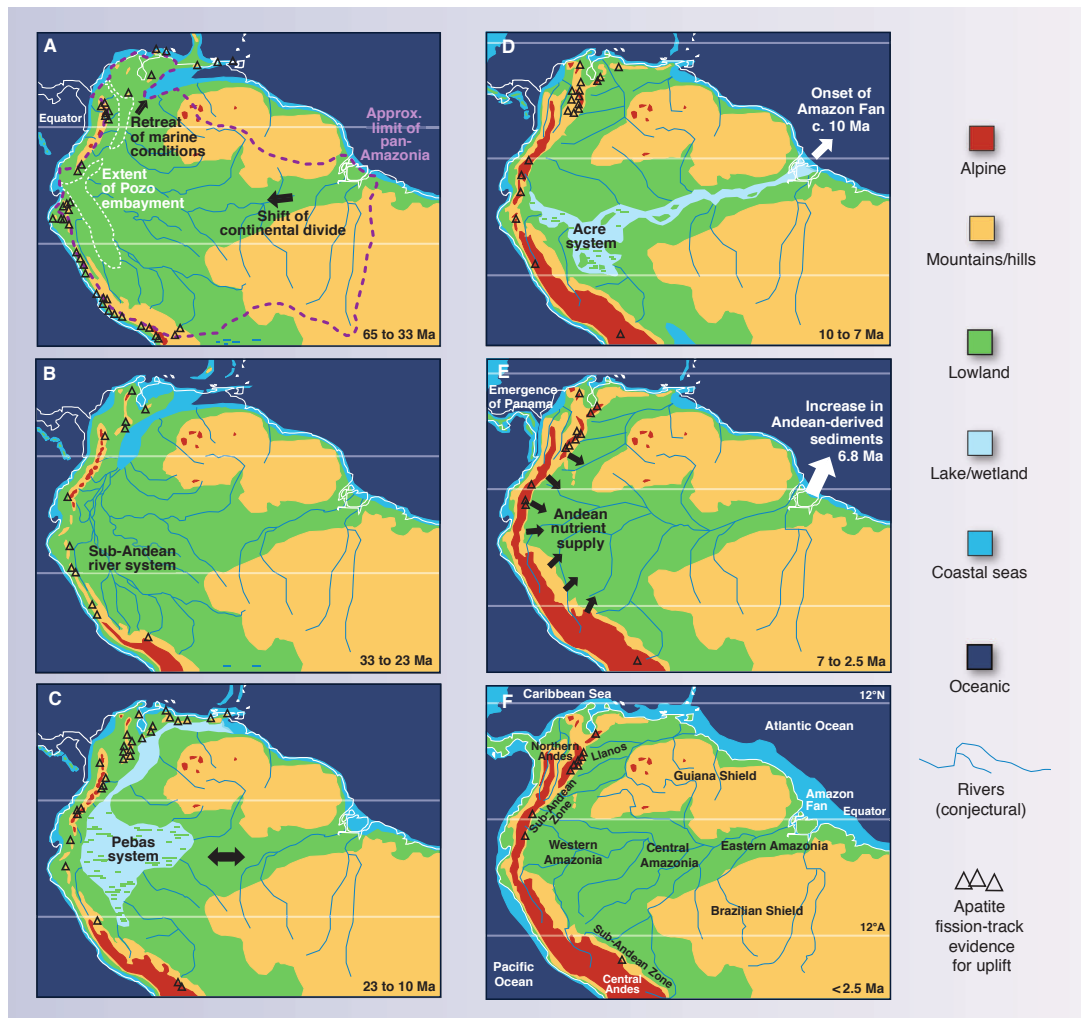 A
Equator
Retreat
of marine
conditions
Approx.
limit of
pan-
Amazonia
Extent
of Pozo
embayment
Shift of
continental divide
65 to 33 Ma
B
Sub-Andean
river system
33 to 23 Ma
C
Pebas
system
23 to 10 Ma
D
Onset of
Amazon Fan
c. 10 Ma
Acre
system
10 to 7 Ma
E
Emergence
of Panama
Increase in
Andean-derived
sediments
6.8 Ma
Andean
nutrient
supply
7 to 2.5 Ma
F
Caribbean Sea
12°N
Atlantic Ocean
Northern
Andes
Llanos
Guiana Shield
Sub-Andean
Zone
Amazon
Fan
Equator
Western
Amazonia
Central
Amazonia
Eastern Amazonia
Brazilian Shield
12°A
Sub-Andean Zone
Pacific
Ocean
Central
Andes
<2.5 Ma
Alpine
Mountains/hills
Lowland
Lake/wetland
Coastal seas
Oceanic
Rivers
(conjectural)
Apatite
fission-track
evidence
for uplift